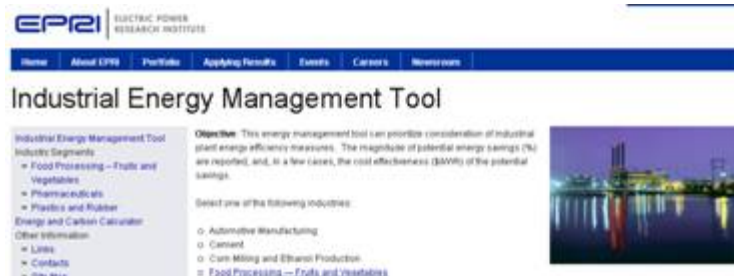 EPRI
ELECTRIC POWER
RESEARCH INSTITUTE
Home About EPRI Portfolio Applying Results Events Careers Newsroom
Industrial Energy Management Tool
Industrial Energy Management Tool
Industry Segments
Food Processing – Fruits and
Vegetables
Pharmaceuticals
Plastics and Rubber
Energy and Carbon Calculator
Other Information
Links
Contacts
Site Map
Objective: This energy management tool can prioritize consideration of industrial
plant energy efficiency measures. The magnitude of potential energy savings (%)
are reported, and, in a few cases, the cost effectiveness ($/kWh) of the potential
savings.
Select one of the following industries:
Automotive Manufacturing
Cement
Corn Milling and Ethanol Production
Food Processing — Fruits and Vegetables